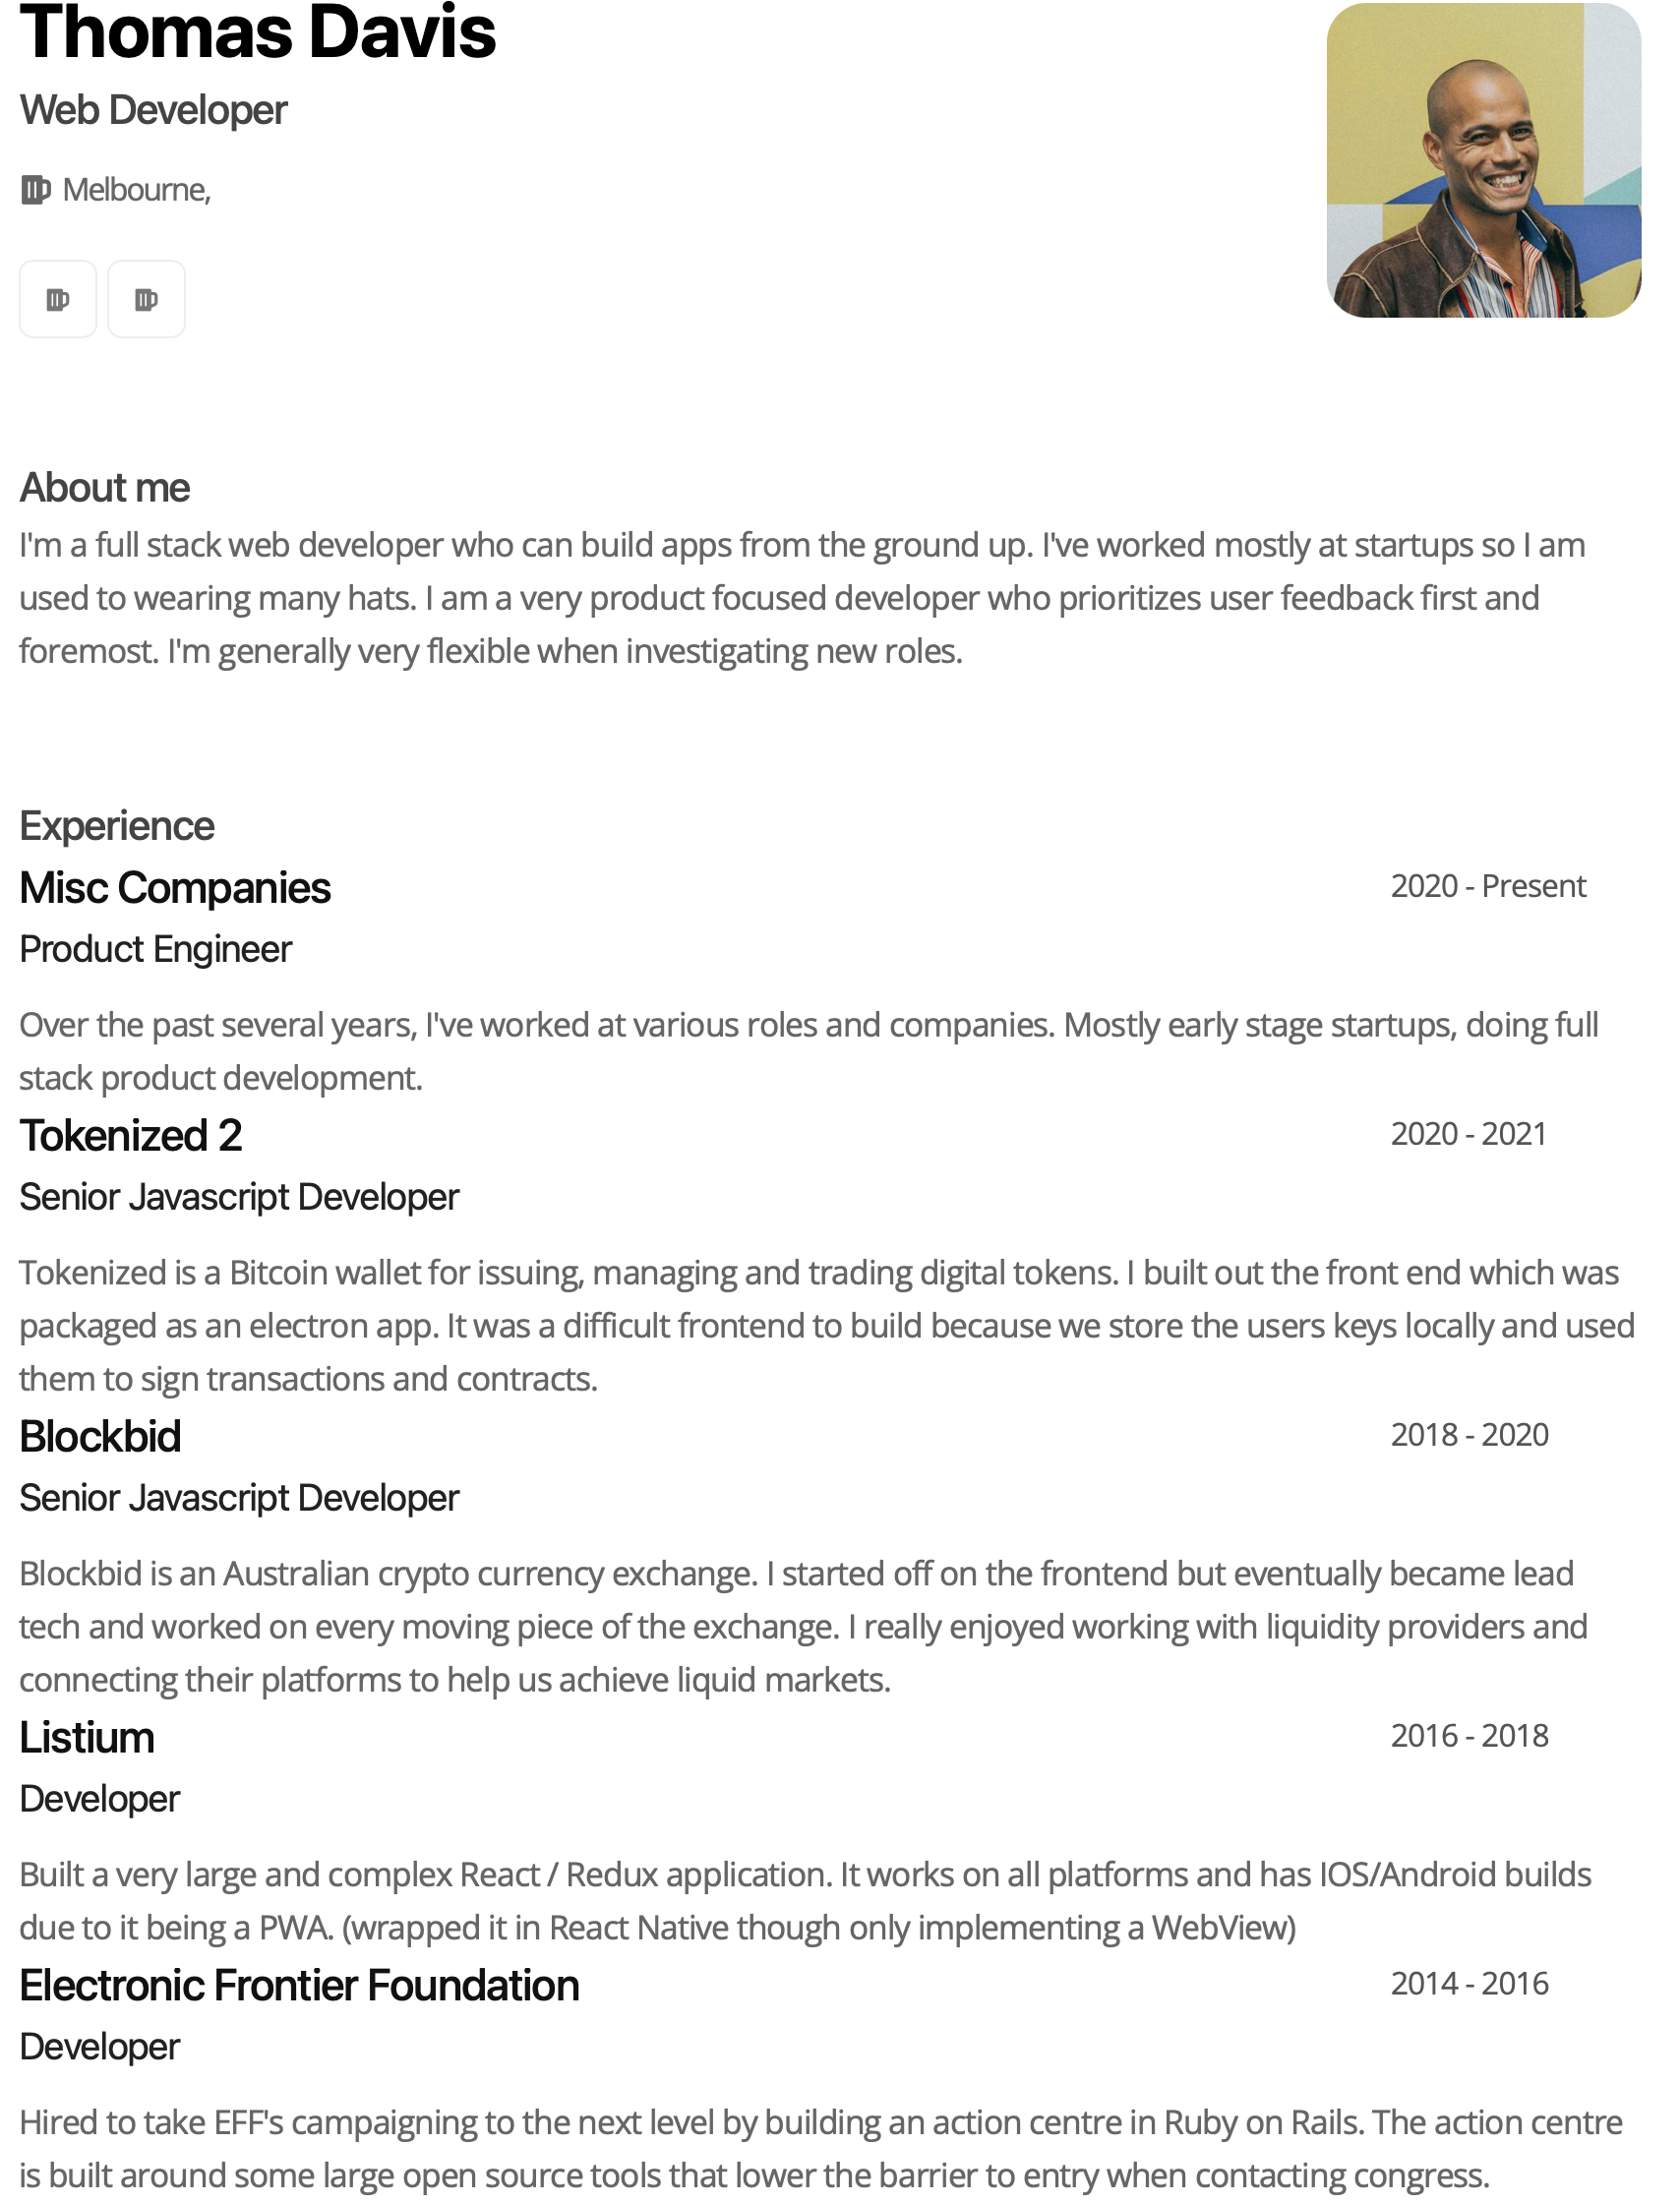 Thomas Davis
Web Developer
Melbourne,
About me
I'm a full stack web developer who can build apps from the ground up. I've worked mostly at startups so I am
used to wearing many hats. I am a very product focused developer who prioritizes user feedback first and
foremost. I'm generally very flexible when investigating new roles.
Experience
Misc Companies 2020 - Present
Product Engineer
Over the past several years, I've worked at various roles and companies. Mostly early stage startups, doing full
stack product development.
Tokenized 2 2020 - 2021
Senior Javascript Developer
Tokenized is a Bitcoin wallet for issuing, managing and trading digital tokens. I built out the front end which was
packaged as an electron app. It was a difficult frontend to build because we store the users keys locally and used
them to sign transactions and contracts.
Blockbid 2018 - 2020
Senior Javascript Developer
Blockbid is an Australian crypto currency exchange. I started off on the frontend but eventually became lead
tech and worked on every moving piece of the exchange. I really enjoyed working with liquidity providers and
connecting their platforms to help us achieve liquid markets.
Listium 2016 - 2018
Developer
Built a very large and complex React / Redux application. It works on all platforms and has IOS/Android builds
due to it being a PWA. (wrapped it in React Native though only implementing a WebView)
Electronic Frontier Foundation 2014 - 2016
Developer
Hired to take EFF's campaigning to the next level by building an action centre in Ruby on Rails. The action centre
is built around some large open source tools that lower the barrier to entry when contacting congress.